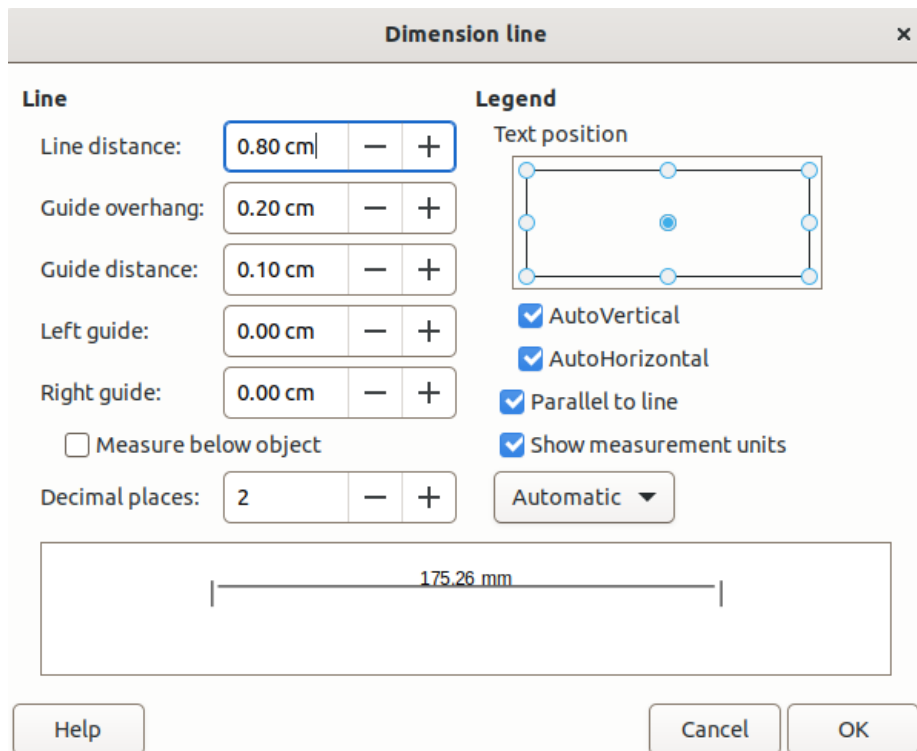 Dimension line
Line
Line distance: 0.80 cm
Guide overhang: 0.20 cm
Guide distance: 0.10 cm
Left guide: 0.00 cm
Right guide: 0.00 cm
Measure below object
Decimal places: 2
Legend
Text position
AutoVertical
AutoHorizontal
Parallel to line
Show measurement units
Automatic
175.26 mm
Help
Cancel
OK